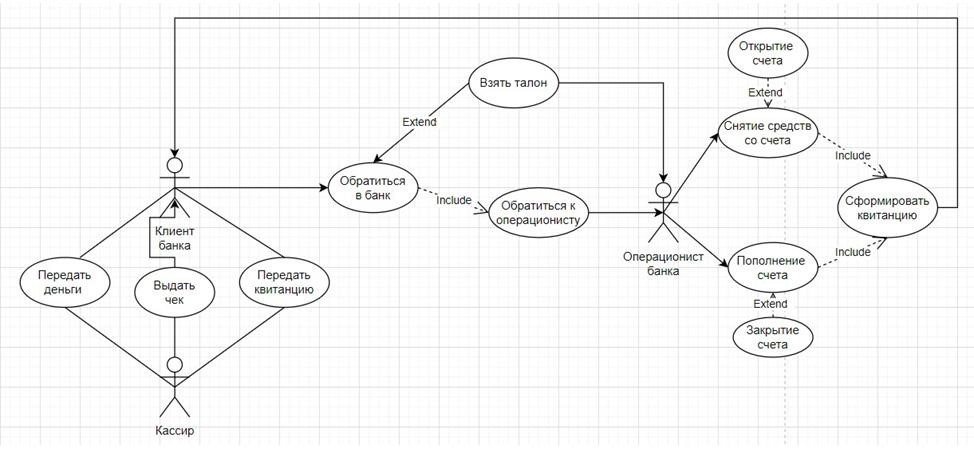 Открытие
счета
Взять талон
Extend
Extend
Снятие средств
со счета
Include
Обратиться
в банк
Include
Обратиться к
операционисту
Сформировать
квитанцию
Клиент
банка
Операционист
банка
Include
Пополнение
счета
Передать
деньги
Выдать
чек
Передать
квитанцию
Extend
Закрытие
счета
Кассир